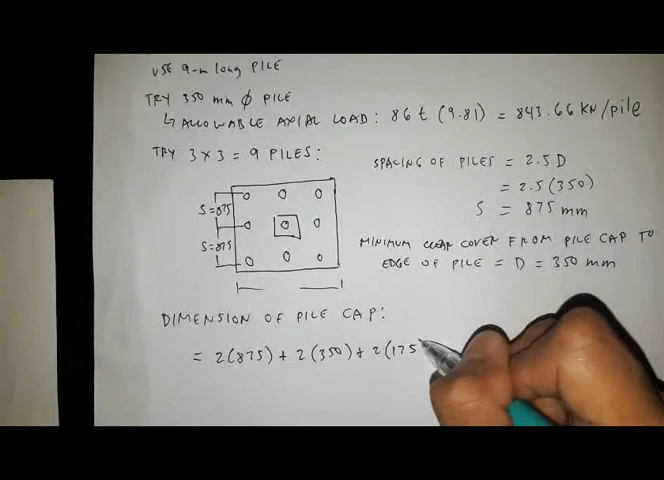 USE 9-m long PILE
TRY 350 mm φ PILE
↳ ALLOWABLE AXIAL LOAD: 86 t (9.81) = 843.66 KN/pile
TRY 3 x 3 = 9 PILES:
SPACING OF PILES = 2.5 D
= 2.5 (350)
S = 875 mm
S=875
S=875
MINIMUM CLEAR COVER FROM PILE CAP TO
EDGE OF PILE = D = 350 mm
DIMENSION OF PILE CAP:
= 2(875) + 2(350) + 2(175